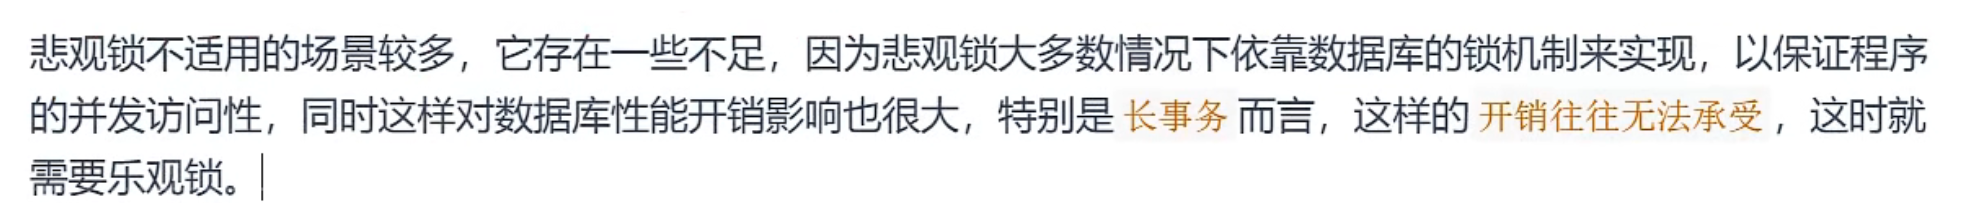 悲观锁不适用的场景较多，它存在一些不足，因为悲观锁大多数情况下依靠数据库的锁机制来实现，以保证程序
的并发访问性，同时这样对数据库性能开销影响也很大，特别是 长事务 而言，这样的 开销往往无法承受 ，这时就
需要乐观锁。